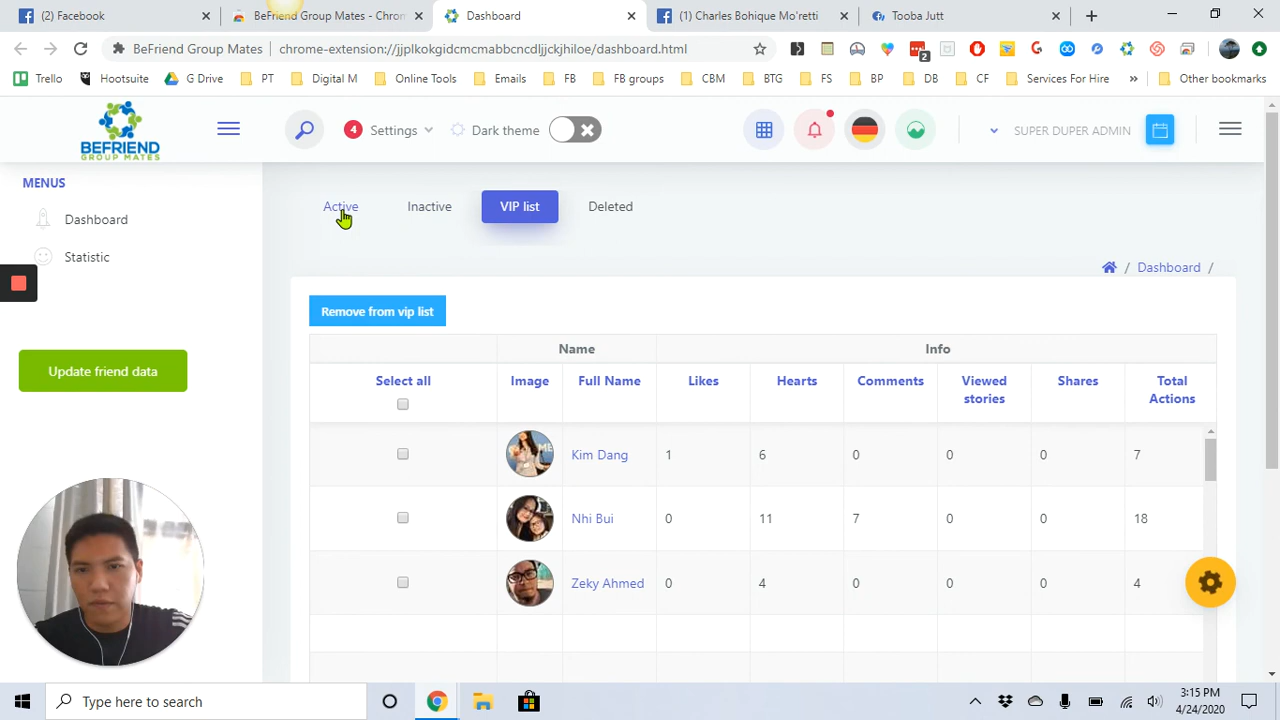 (2) Facebook
BeFriend Group Mates - Chron
Dashboard
(1) Charles Bohique Mo'retti
Tooba Jutt
BeFriend Group Mates
chrome-extension://jjplkokgidcmcmabbcndljjckjhiloe/dashboard.html
2
Trello
Hootsuite
G Drive
PT
Digital M
Online Tools
Emails
FB
FB groups
CBM
BTG
FS
BP
DB
CF
Services For Hire
Other bookmarks
BEFRIEND
GROUP MATES
4 Settings
Dark theme
SUPER DUPER ADMIN
MENUS
Dashboard
Statistic
Update friend data
Active
Inactive
VIP list
Deleted
/ Dashboard /
Remove from vip list
Name
Info
Select all
Image
Full Name
Likes
Hearts
Comments
Viewed
stories
Shares
Total
Actions
Kim Dang 1 6 0 0 0 7
Nhi Bui 0 11 7 0 0 18
Zeky Ahmed 0 4 0 0 0 4
Type here to search
3:15 PM
4/24/2020